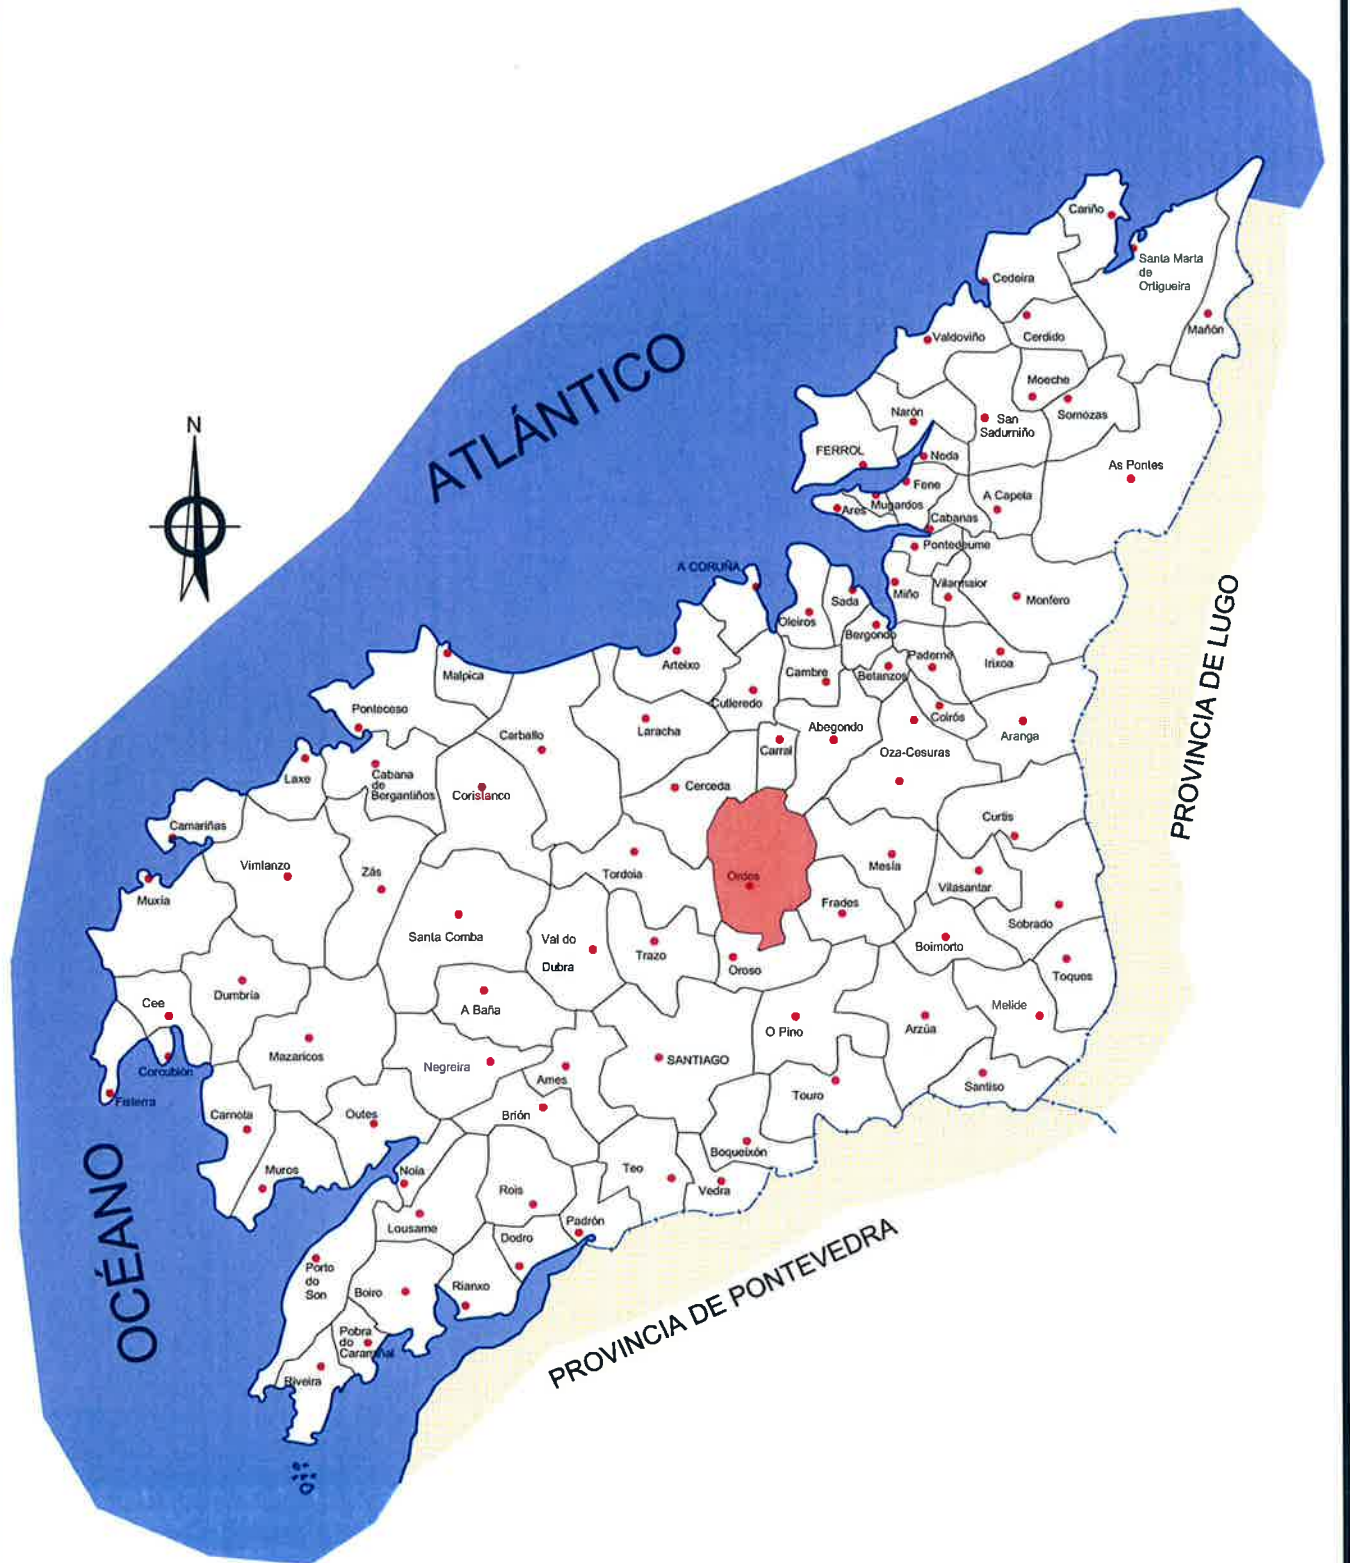 Cariño
Santa Marta
de
Ortigueira
Cedeira
Mañón
Valdoviño
Cerdido
Moeche
Somozas
Narón
San
Sadurniño
FERROL
Neda
As Pontes
Fene
A Capela
Mugardos
Ares
Cabanas
Pontedeume
ATLÁNTICO
N
A CORUÑA
Vilarmaior
Miño
Monfero
Sada
Oleiros
Bergondo
PROVINCIA DE LUGO
Paderne
Irixoa
Arteixo
Cambre
Betanzos
Malpica
Culleredo
Coirós
Ponteceso
Laracha
Abegondo
Aranga
Carballo
Carral
Oza-Cesuras
Laxe
Cabana
de
Bergantiños
Coristanco
Cerceda
Camariñas
Curtis
Vimianzo
Zás
Tordoia
Ordes
Mesía
Vilasantar
Muxía
Frades
Sobrado
Santa Comba
Val do
Dubra
Trazo
Boimorto
Oroso
Toques
Cee
Dumbría
A Baña
O Pino
Arzúa
Melide
Mazaricos
Negreira
SANTIAGO
Corcubión
Ames
Santiso
Fisterra
Touro
Carnota
Outes
Brión
Boqueixón
Muros
Noia
Teo
Vedra
Rois
Lousame
Padrón
Dodro
OCÉANO
Porto
do
Son
Boiro
Rianxo
PROVINCIA DE PONTEVEDRA
Pobra
do
Caramiñal
Riveira